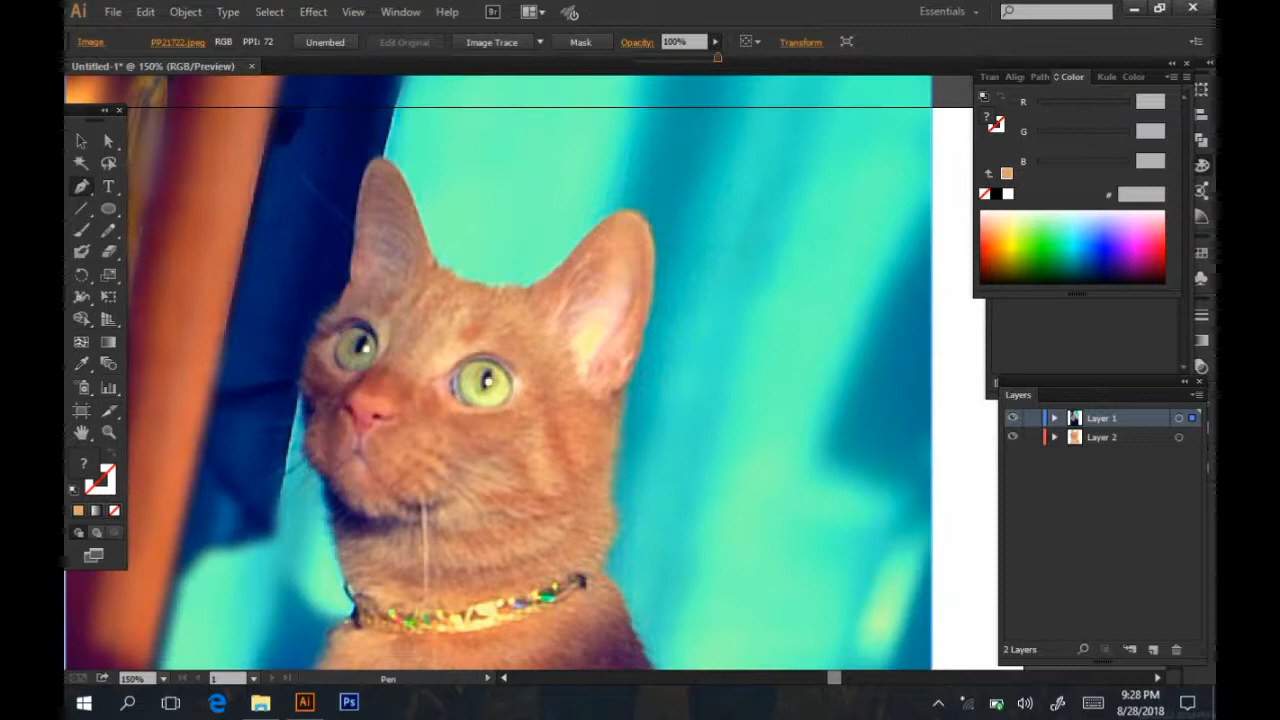 Ai File Edit Object Type Select Effect View Window Help Br Essentials
Image PP21722.jpeg RGB PPI: 72 Unembed Edit Original Image Trace Mask Opacity: 100% Transform
Untitled-1* @ 150% (RGB/Preview)
Tran Align Path Color Kule Color
R
G
B
#
T
?
?
Layers
Layer 1
Layer 2
2 Layers
150% 1 Pen
Ai Ps
9:28 PM
8/28/2018